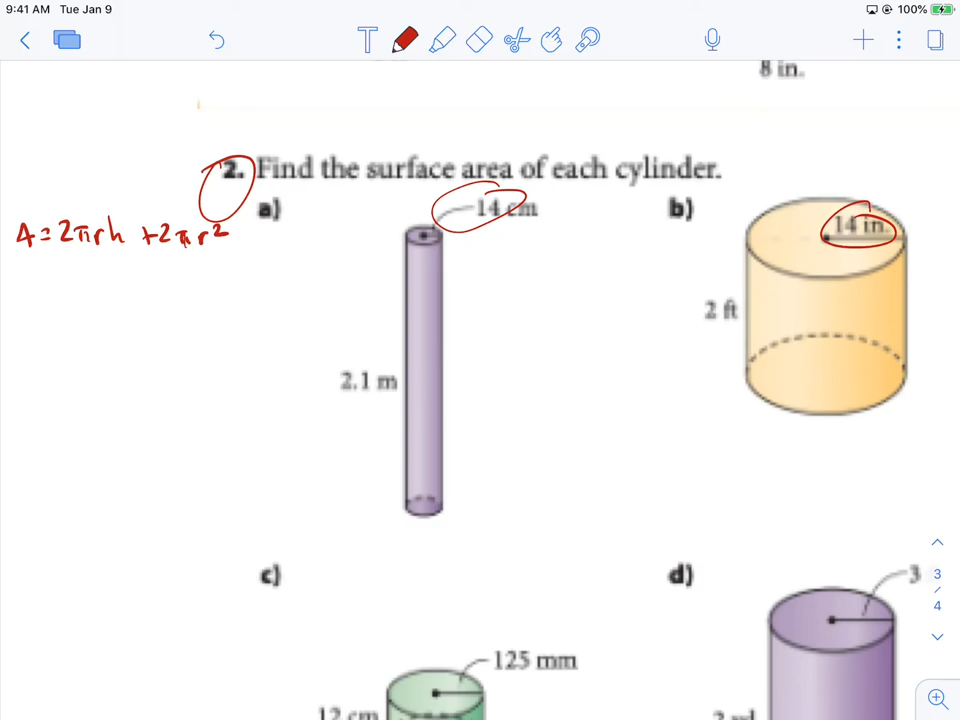 9:41 AM Tue Jan 9
100%
T
8 in.
2. Find the surface area of each cylinder.
a)
14 cm
b)
14 in.
A = 2πrh + 2πr²
2 ft
2.1 m
c)
d)
3
3
/
4
125 mm
12 cm